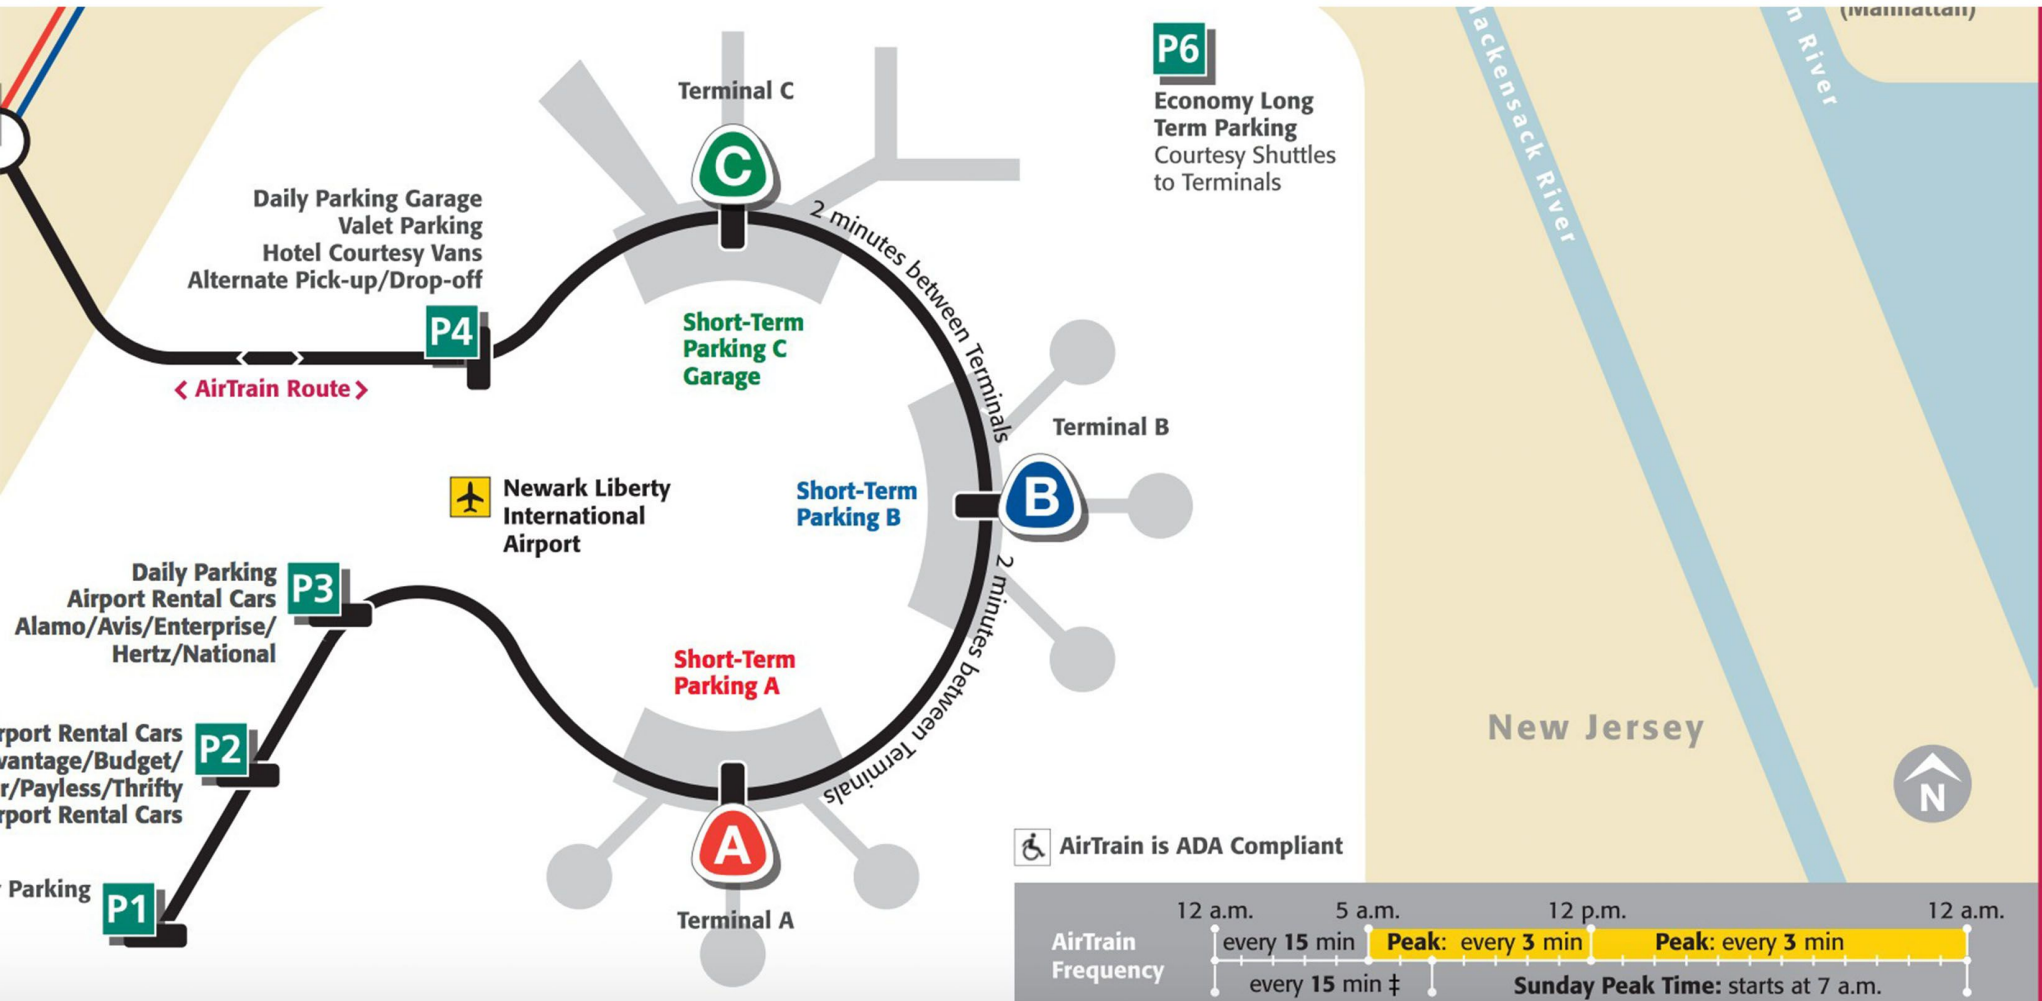 (Manhattan)
Hackensack River
River
P6
Economy Long
Term Parking
Courtesy Shuttles
to Terminals
Terminal C
C
2 minutes between Terminals
Daily Parking Garage
Valet Parking
Hotel Courtesy Vans
Alternate Pick-up/Drop-off
P4
< AirTrain Route >
Short-Term
Parking C
Garage
Terminal B
B
Short-Term
Parking B
Newark Liberty
International
Airport
2 minutes between Terminals
Daily Parking
Airport Rental Cars
Alamo/Avis/Enterprise/
Hertz/National
P3
Short-Term
Parking A
A
Terminal A
rport Rental Cars
vantage/Budget/
r/Payless/Thrifty
rport Rental Cars
P2
Parking
P1
New Jersey
N
AirTrain is ADA Compliant
12 a.m. 5 a.m. 12 p.m. 12 a.m.
AirTrain
Frequency
every 15 min Peak: every 3 min Peak: every 3 min
every 15 min ‡ Sunday Peak Time: starts at 7 a.m.